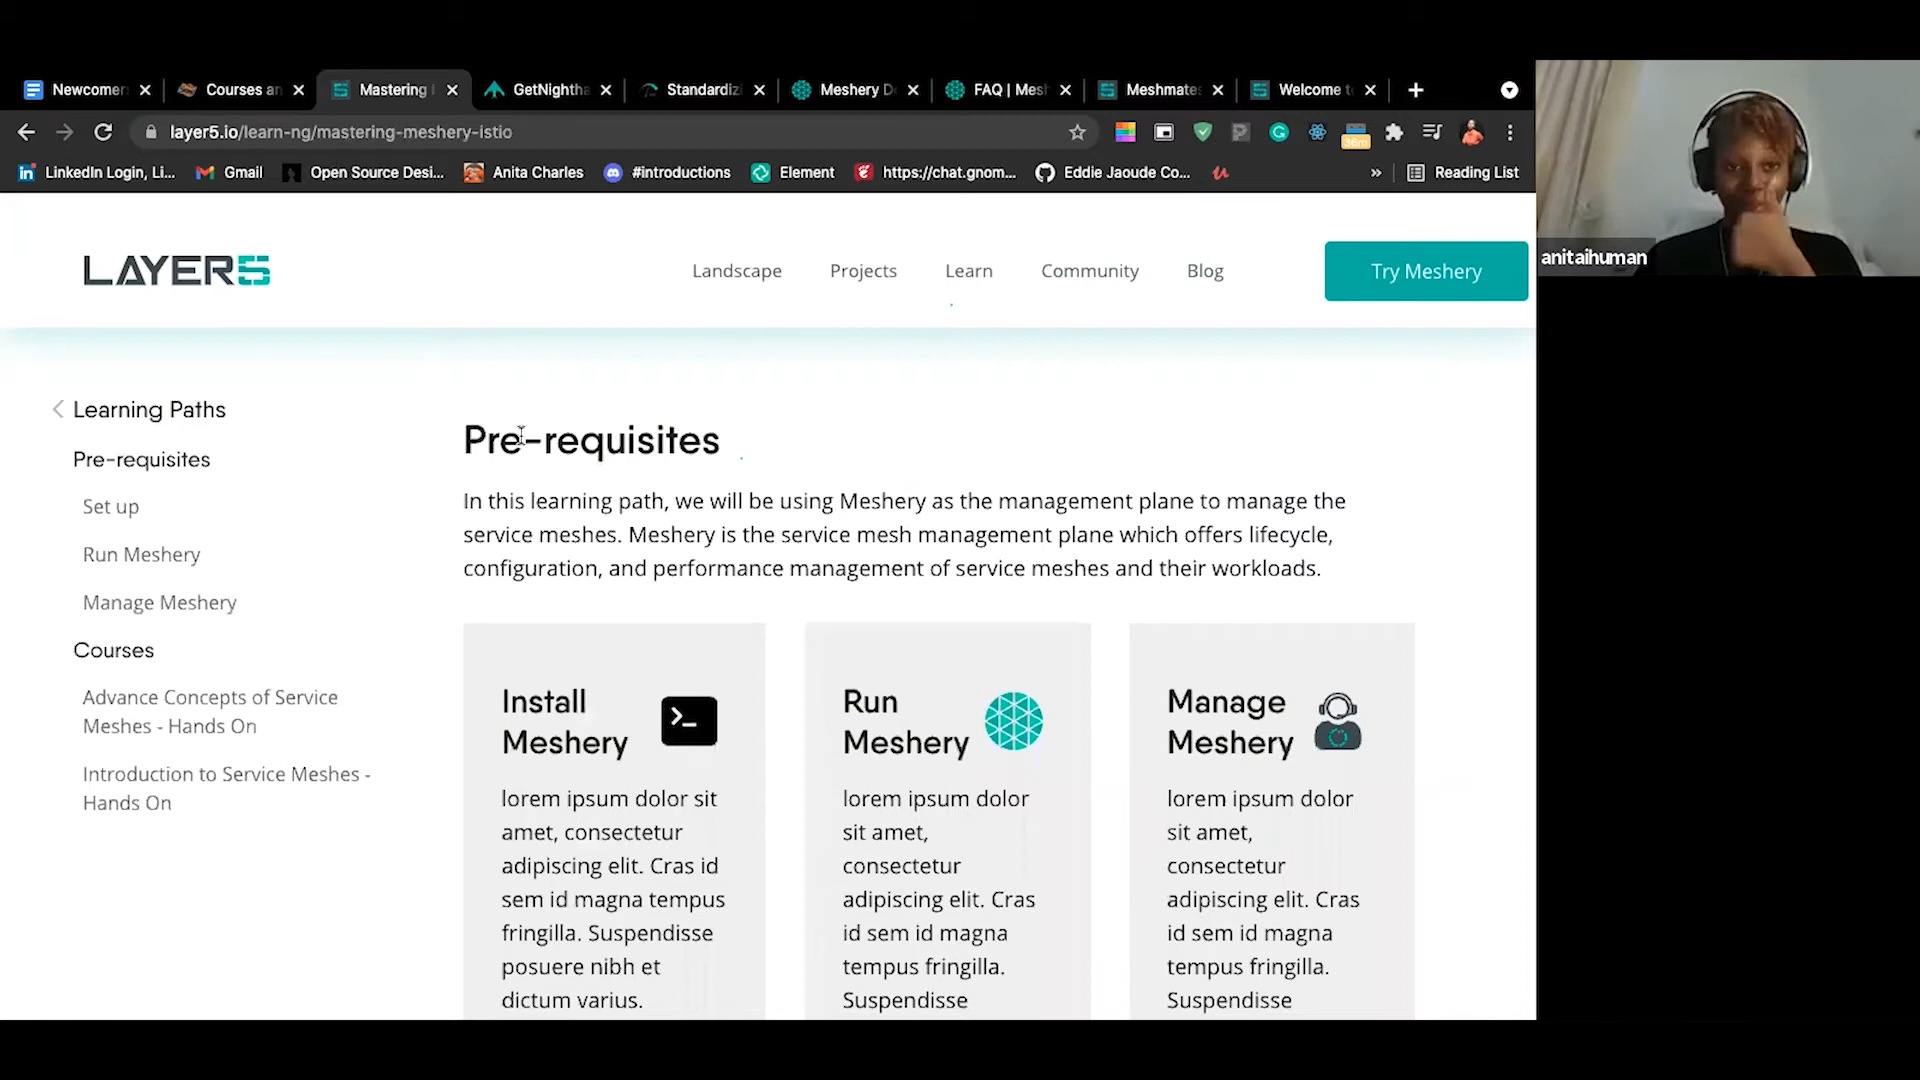 Newcomer
Courses an
Mastering
GetNightha
Standardizi
Meshery D
FAQ | Mes
Meshmate
Welcome t
layer5.io/learn-ng/mastering-meshery-istio
36m
LinkedIn Login, Li...
Gmail
Open Source Desi...
Anita Charles
#introductions
Element
https://chat.gnom...
Eddie Jaoude Co...
»
Reading List
anitaihuman
LAYER5
Landscape
Projects
Learn
Community
Blog
Try Meshery
Learning Paths
Pre-requisites
Set up
Run Meshery
Manage Meshery
Courses
Advance Concepts of Service
Meshes - Hands On
Introduction to Service Meshes -
Hands On
Pre-requisites
In this learning path, we will be using Meshery as the management plane to manage the
service meshes. Meshery is the service mesh management plane which offers lifecycle,
configuration, and performance management of service meshes and their workloads.
Install
Meshery
lorem ipsum dolor sit
amet, consectetur
adipiscing elit. Cras id
sem id magna tempus
fringilla. Suspendisse
posuere nibh et
dictum varius.
Run
Meshery
lorem ipsum dolor
sit amet,
consectetur
adipiscing elit. Cras
id sem id magna
tempus fringilla.
Suspendisse
Manage
Meshery
lorem ipsum dolor
sit amet,
consectetur
adipiscing elit. Cras
id sem id magna
tempus fringilla.
Suspendisse